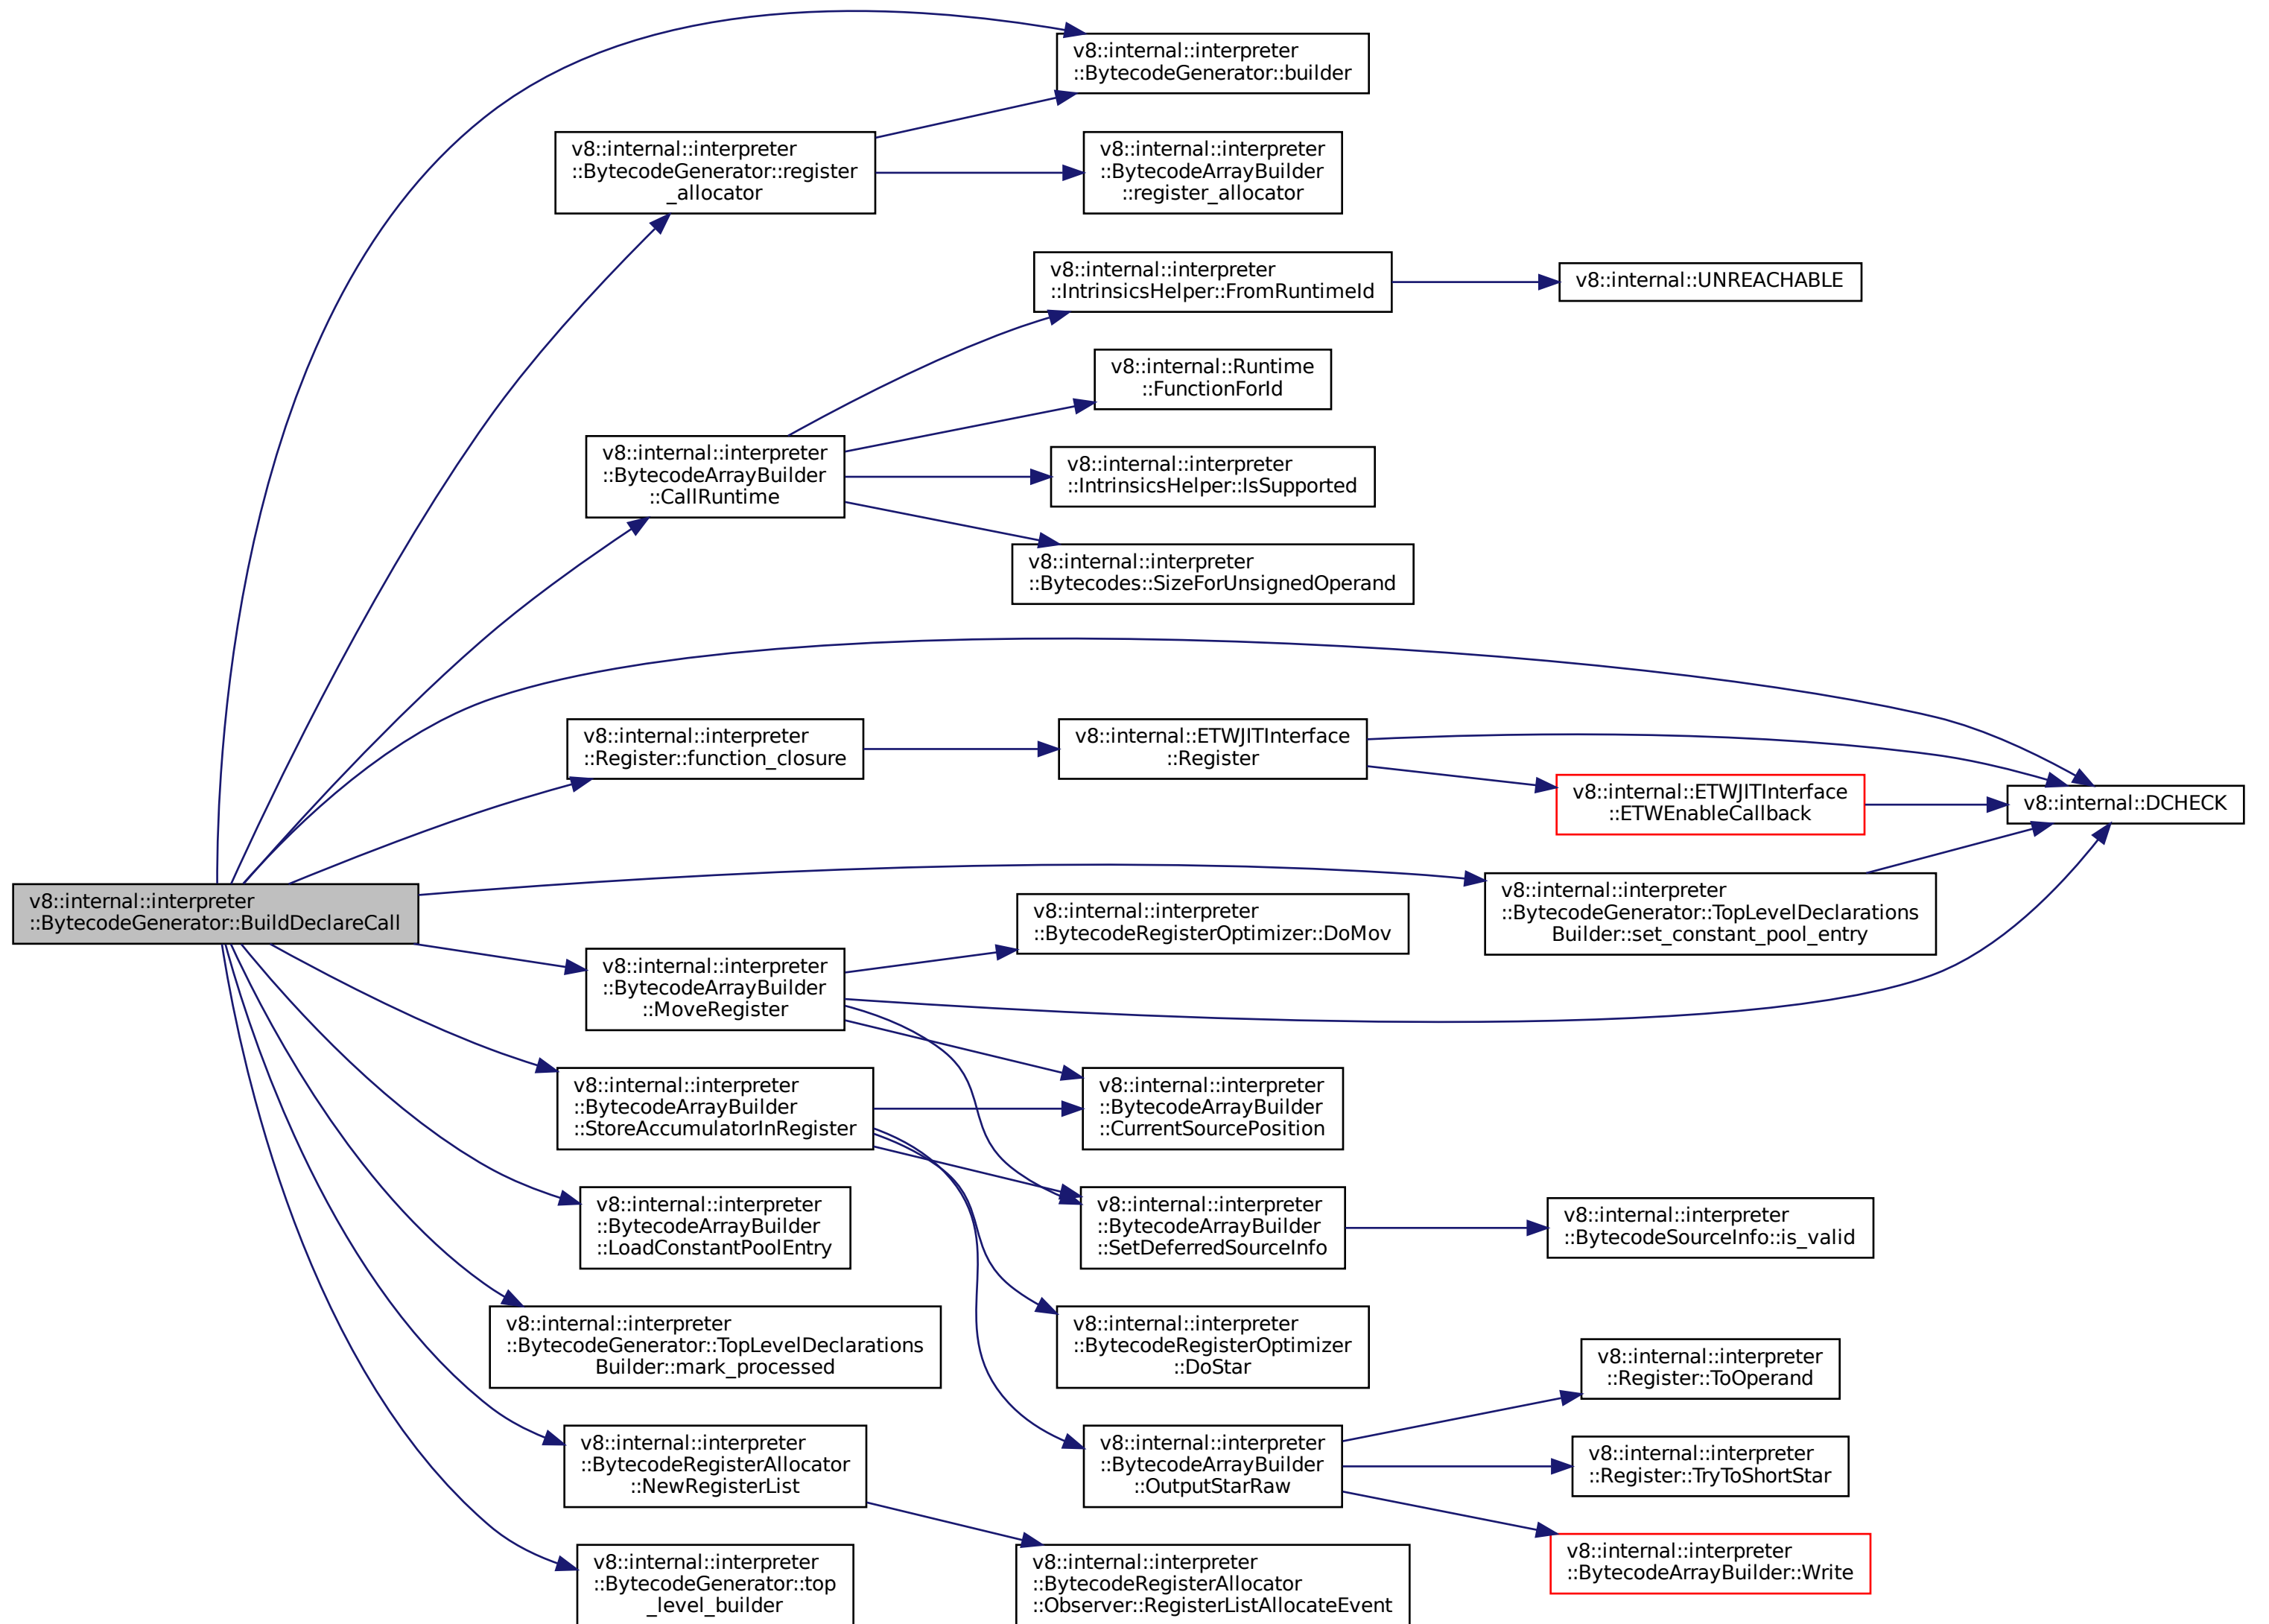 v8::internal::interpreter
::BytecodeGenerator::builder
v8::internal::interpreter
::BytecodeGenerator::register
_allocator
v8::internal::interpreter
::BytecodeArrayBuilder
::register_allocator
v8::internal::interpreter
::IntrinsicsHelper::FromRuntimeId
v8::internal::UNREACHABLE
v8::internal::Runtime
::FunctionForId
v8::internal::interpreter
::BytecodeArrayBuilder
::CallRuntime
v8::internal::interpreter
::IntrinsicsHelper::IsSupported
v8::internal::interpreter
::Bytecodes::SizeForUnsignedOperand
v8::internal::interpreter
::Register::function_closure
v8::internal::ETWJITInterface
::Register
v8::internal::ETWJITInterface
::ETWEnableCallback
v8::internal::DCHECK
v8::internal::interpreter
::BytecodeGenerator::BuildDeclareCall
v8::internal::interpreter
::BytecodeGenerator::TopLevelDeclarations
Builder::set_constant_pool_entry
v8::internal::interpreter
::BytecodeRegisterOptimizer::DoMov
v8::internal::interpreter
::BytecodeArrayBuilder
::MoveRegister
v8::internal::interpreter
::BytecodeArrayBuilder
::StoreAccumulatorInRegister
v8::internal::interpreter
::BytecodeArrayBuilder
::CurrentSourcePosition
v8::internal::interpreter
::BytecodeArrayBuilder
::LoadConstantPoolEntry
v8::internal::interpreter
::BytecodeArrayBuilder
::SetDeferredSourceInfo
v8::internal::interpreter
::BytecodeSourceInfo::is_valid
v8::internal::interpreter
::BytecodeGenerator::TopLevelDeclarations
Builder::mark_processed
v8::internal::interpreter
::BytecodeRegisterOptimizer
::DoStar
v8::internal::interpreter
::Register::ToOperand
v8::internal::interpreter
::BytecodeRegisterAllocator
::NewRegisterList
v8::internal::interpreter
::BytecodeArrayBuilder
::OutputStarRaw
v8::internal::interpreter
::Register::TryToShortStar
v8::internal::interpreter
::BytecodeArrayBuilder::Write
v8::internal::interpreter
::BytecodeGenerator::top
_level_builder
v8::internal::interpreter
::BytecodeRegisterAllocator
::Observer::RegisterListAllocateEvent